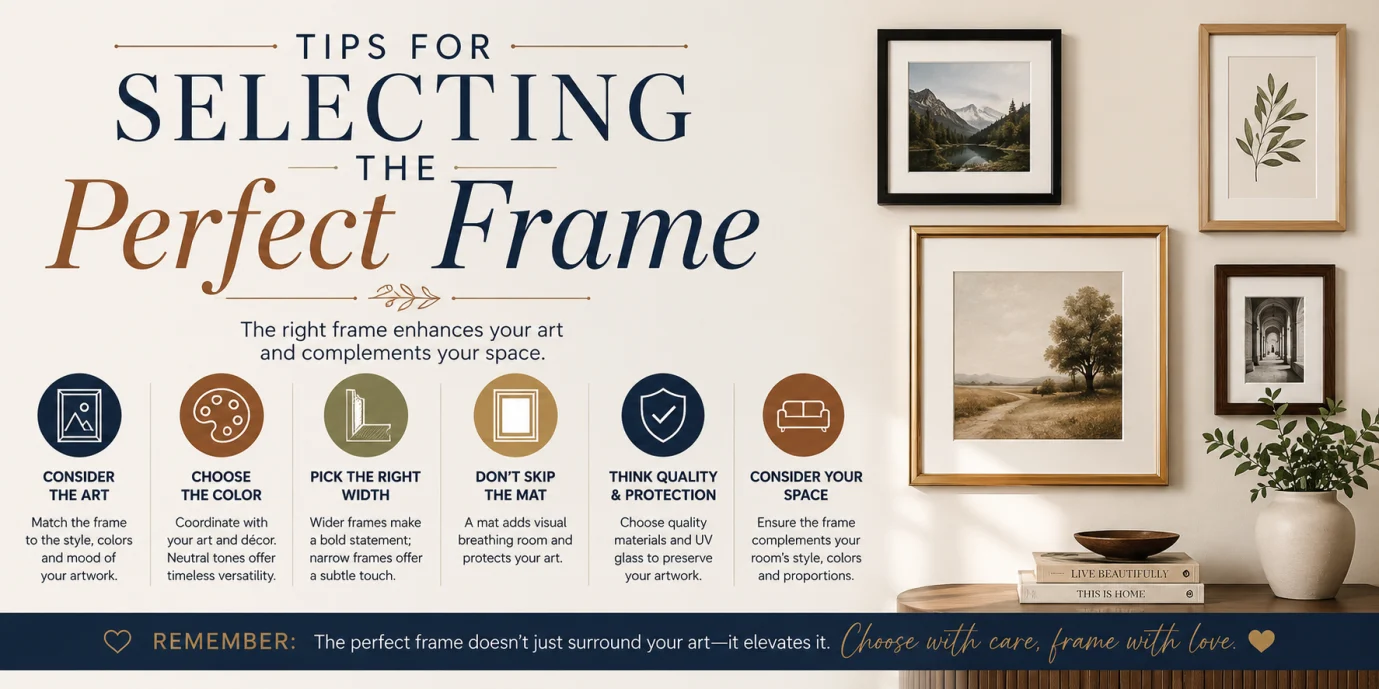 TIPS FOR
SELECTING
THE
Perfect Frame
The right frame enhances your art
and complements your space.
CONSIDER
THE ART
Match the frame
to the style, colors
and mood of
your artwork.
CHOOSE
THE COLOR
Coordinate with
your art and décor.
Neutral tones offer
timeless versatility.
PICK THE RIGHT
WIDTH
Wider frames make
a bold statement;
narrow frames offer
a subtle touch.
DON'T SKIP
THE MAT
A mat adds visual
breathing room and
protects your art.
THINK QUALITY
& PROTECTION
Choose quality
materials and UV
glass to preserve
your artwork.
CONSIDER YOUR
SPACE
Ensure the frame
complements your
room's style, colors
and proportions.
LIVE BEAUTIFULLY
THIS IS HOME
REMEMBER: The perfect frame doesn't just surround your art—it elevates it. Choose with care, frame with love.